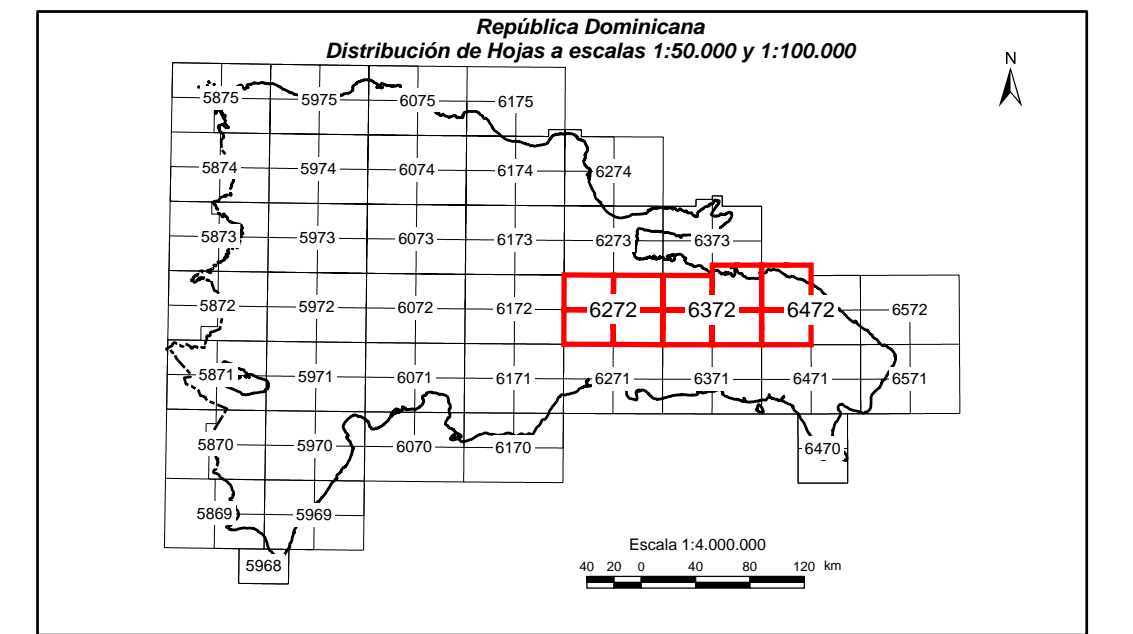 República Dominicana
Distribución de Hojas a escalas 1:50.000 y 1:100.000
N
5875 5975 6075 6175
5874 5974 6074 6174 6274
5873 5973 6073 6173 6273 6373
5872 5972 6072 6172 6272 6372 6472 6572
5871 5971 6071 6171 6271 6371 6471 6571
5870 5970 6070 6170 6470
5869 5969
5968
Escala 1:4.000.000
40 20 0 40 80 120 km